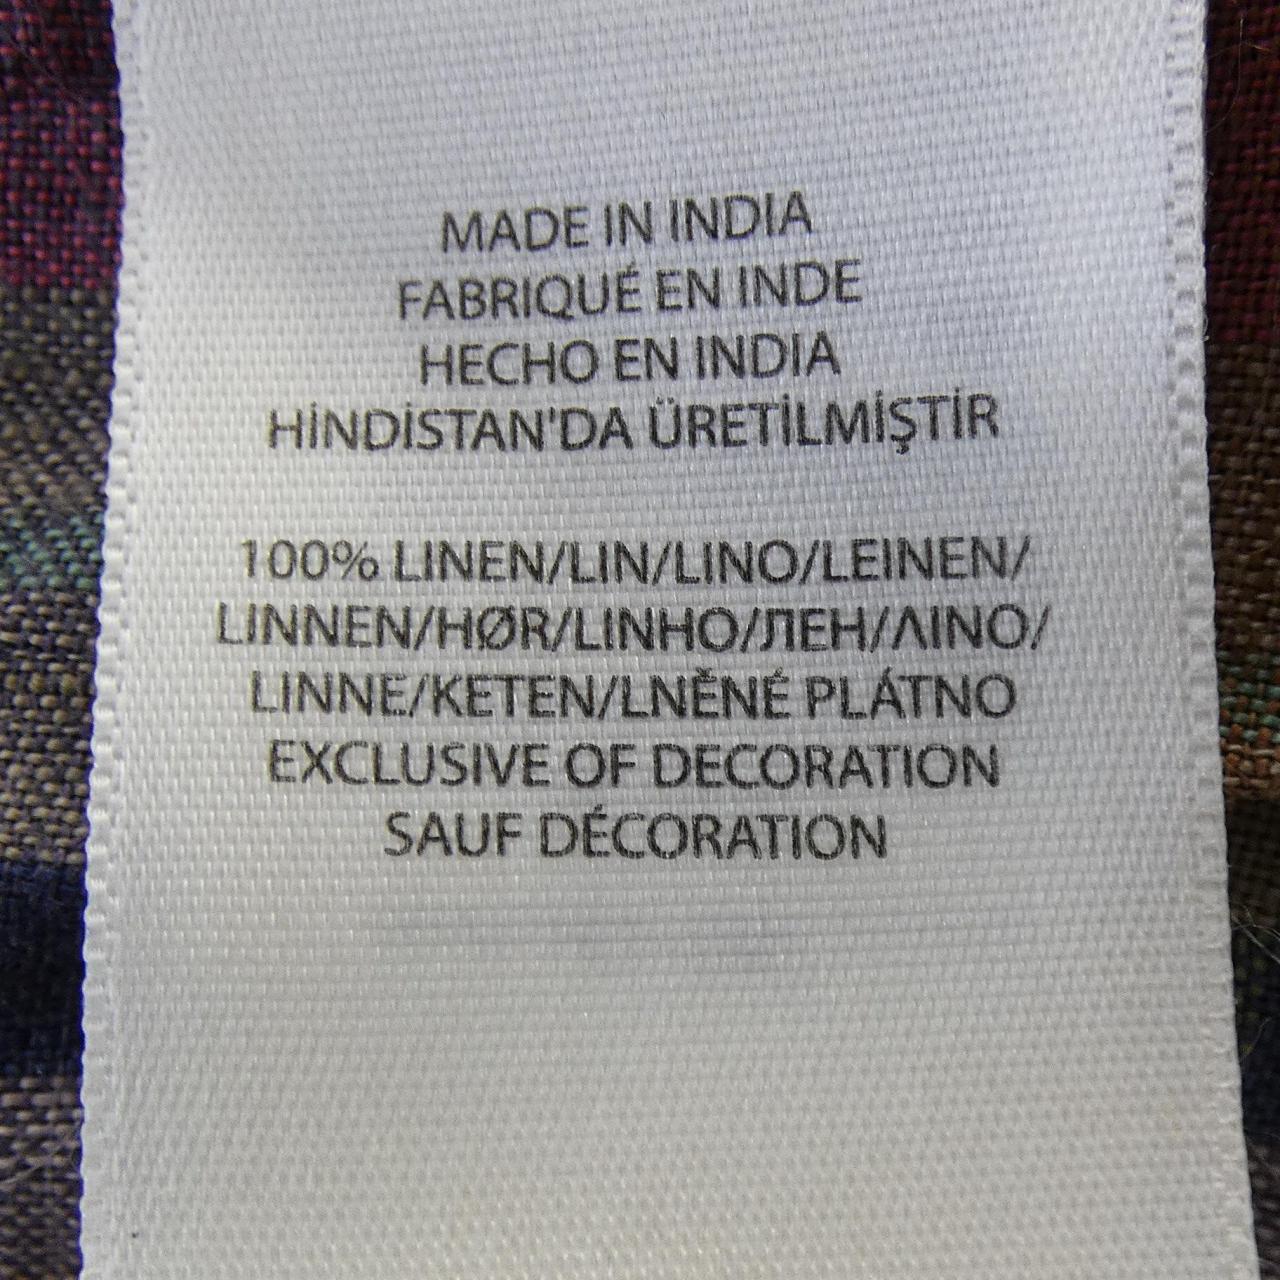 MADE IN INDIA
FABRIQUÉ EN INDE
HECHO EN INDIA
HİNDİSTAN'DA ÜRETİLMİŞTİR
100% LINEN/LIN/LINO/LEINEN/
LINNEN/HØR/LINHO/ЛЕН/ΛΙΝΟ/
LINNE/KETEN/LNĚNÉ PLÁTNO
EXCLUSIVE OF DECORATION
SAUF DÉCORATION